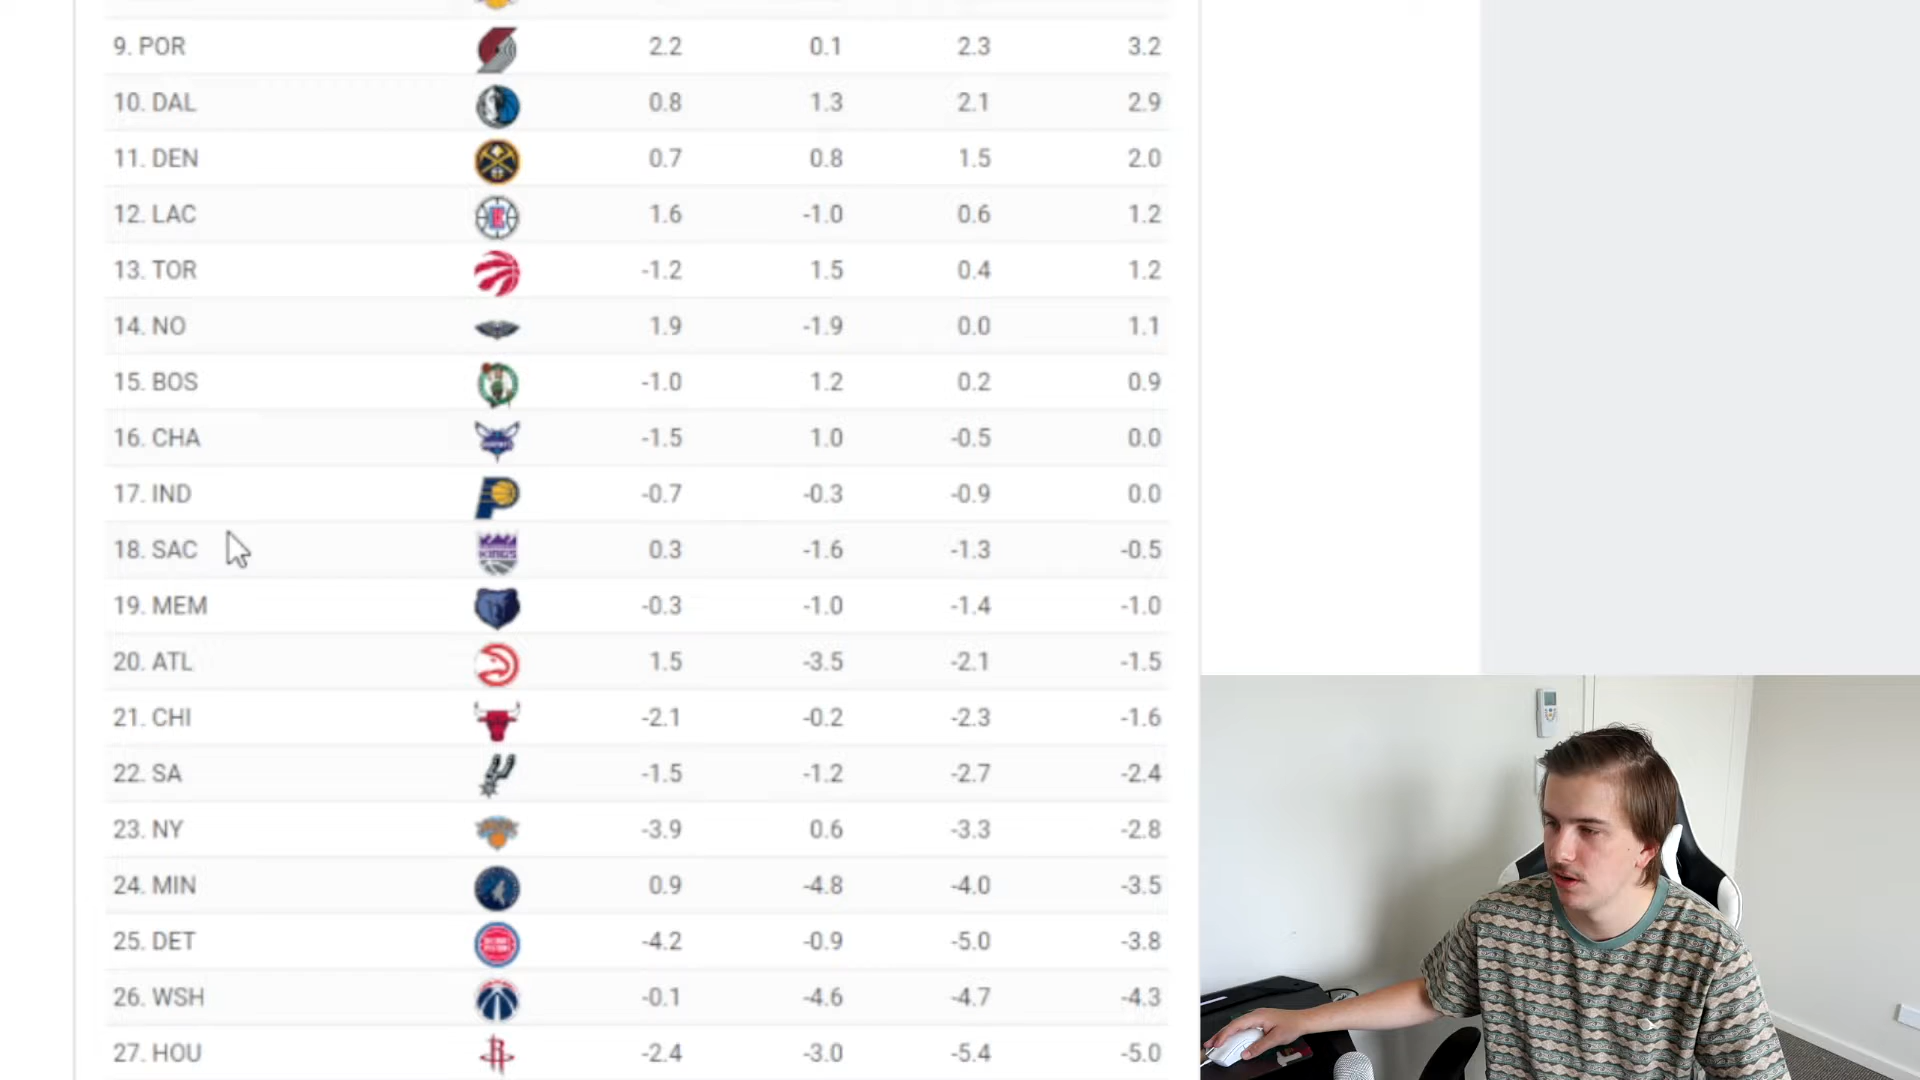 9. POR 2.2 0.1 2.3 3.2
10. DAL 0.8 1.3 2.1 2.9
11. DEN 0.7 0.8 1.5 2.0
12. LAC 1.6 -1.0 0.6 1.2
13. TOR -1.2 1.5 0.4 1.2
14. NO 1.9 -1.9 0.0 1.1
15. BOS -1.0 1.2 0.2 0.9
16. CHA -1.5 1.0 -0.5 0.0
17. IND -0.7 -0.3 -0.9 0.0
18. SAC KINGS 0.3 -1.6 -1.3 -0.5
19. MEM -0.3 -1.0 -1.4 -1.0
20. ATL 1.5 -3.5 -2.1 -1.5
21. CHI -2.1 -0.2 -2.3 -1.6
22. SA -1.5 -1.2 -2.7 -2.4
23. NY -3.9 0.6 -3.3 -2.8
24. MIN 0.9 -4.8 -4.0 -3.5
25. DET -4.2 -0.9 -5.0 -3.8
26. WSH -0.1 -4.6 -4.7 -4.3
27. HOU -2.4 -3.0 -5.4 -5.0